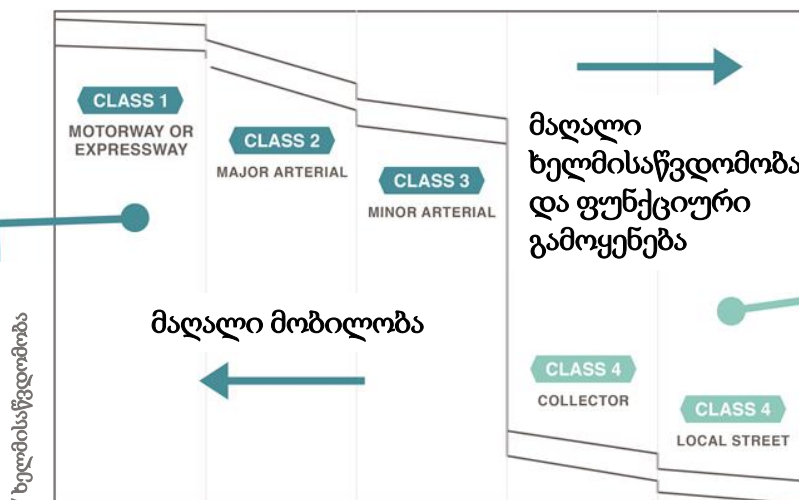 CLASS 1
MOTORWAY OR
EXPRESSWAY
CLASS 2
MAJOR ARTERIAL
CLASS 3
MINOR ARTERIAL
მაღალი
ხელმისაწვდომობა
და ფუნქციური
გამოყენება
მაღალი მობილობა
CLASS 4
COLLECTOR
CLASS 4
LOCAL STREET
ხელმისაწვდომობა